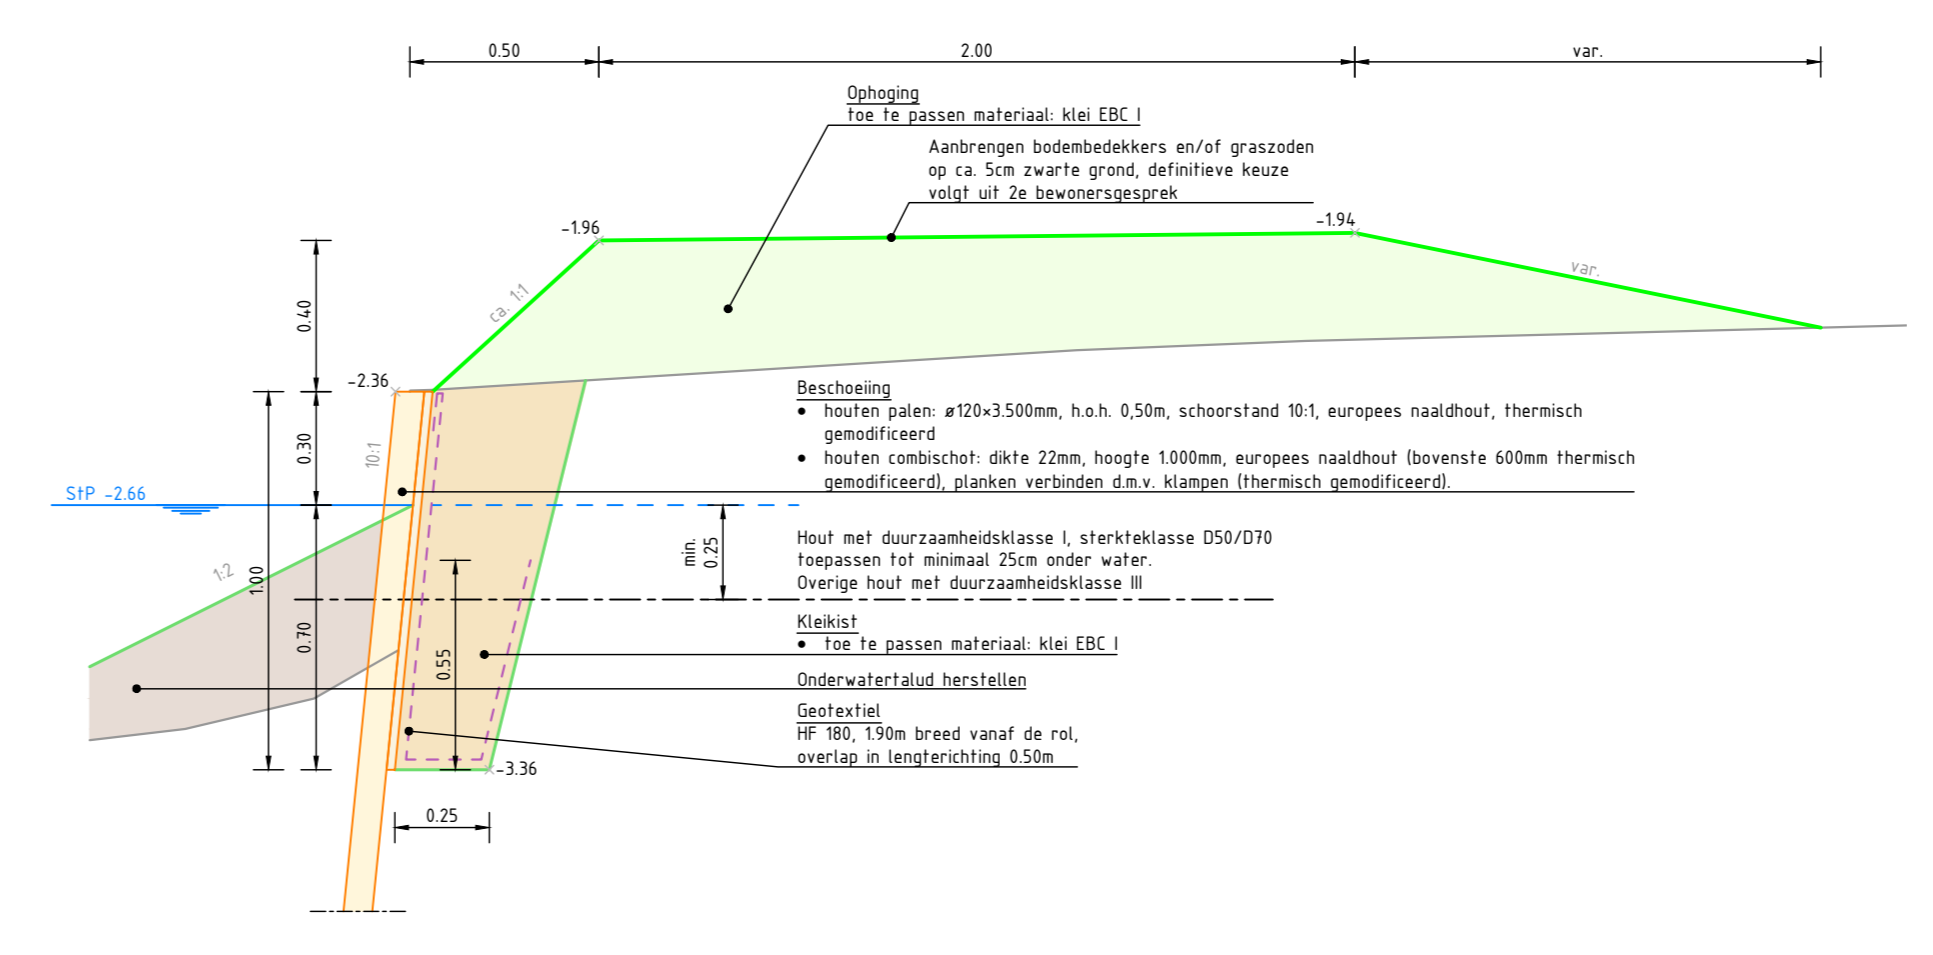 0.50
2.00
var.
Ophoging
toe te passen materiaal: klei EBC I
Aanbrengen bodembedekkers en/of graszoden
op ca. 5cm zwarte grond, definitieve keuze
volgt uit 2e bewonersgesprek
-1.96
-1.94
var.
ca. 1:1
0.40
-2.36
Beschoeiing
• houten palen: ø120×3.500mm, h.o.h. 0,50m, schoorstand 10:1, europees naaldhout, thermisch
gemodificeerd
• houten combischot: dikte 22mm, hoogte 1.000mm, europees naaldhout (bovenste 600mm thermisch
gemodificeerd), planken verbinden d.m.v. klampen (thermisch gemodificeerd).
10:1
0.30
StP -2.66
min.
0.25
Hout met duurzaamheidsklasse I, sterkteklasse D50/D70
toepassen tot minimaal 25cm onder water.
Overige hout met duurzaamheidsklasse III
1:2
1.00
0.70
0.55
Kleikist
• toe te passen materiaal: klei EBC I
Onderwatertalud herstellen
Geotextiel
HF 180, 1.90m breed vanaf de rol,
overlap in lengterichting 0.50m
-3.36
0.25